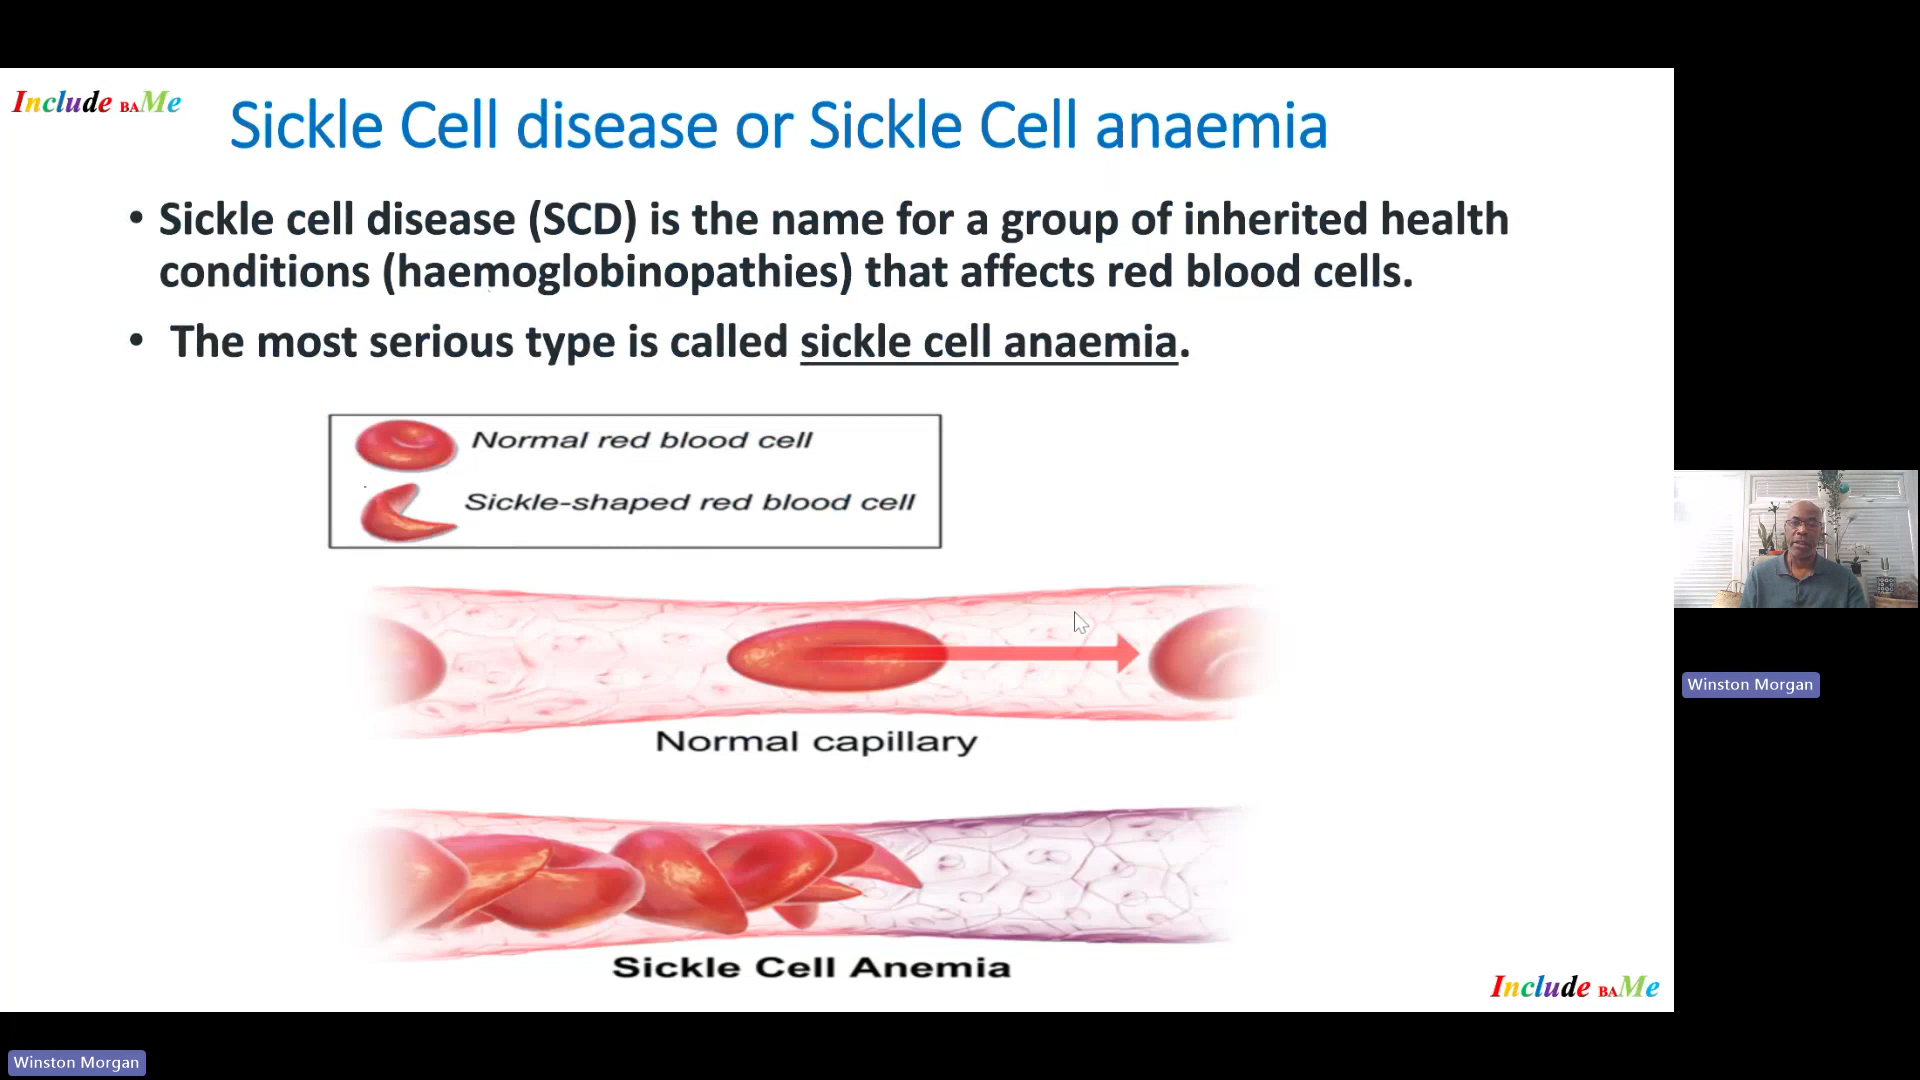 Include BAMe
Sickle Cell disease or Sickle Cell anaemia
• Sickle cell disease (SCD) is the name for a group of inherited health
conditions (haemoglobinopathies) that affects red blood cells.
• The most serious type is called sickle cell anaemia.
Normal red blood cell
Sickle-shaped red blood cell
Normal capillary
Sickle Cell Anemia
Include BAMe
Winston Morgan
Winston Morgan